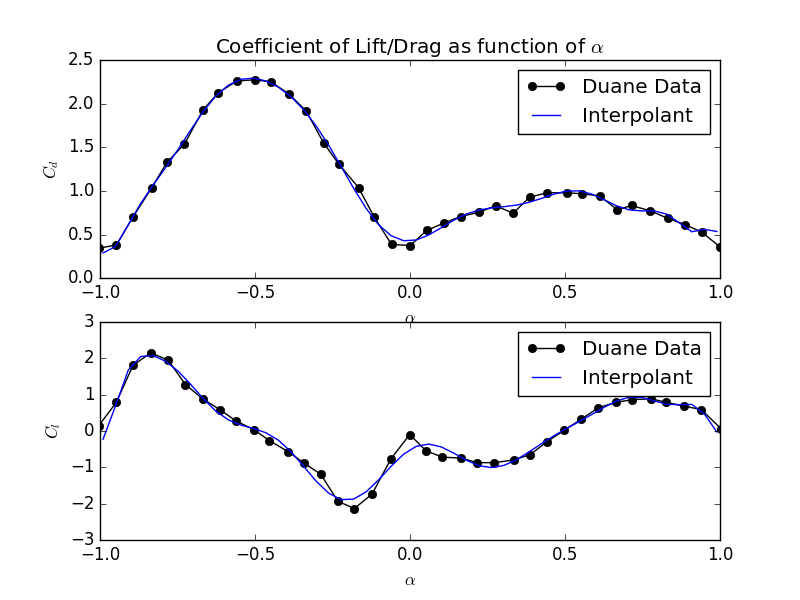 Coefficient of Lift/Drag as function of α
2.5
2.0
1.5
1.0
0.5
0.0
C_d
Duane Data
Interpolant
−1.0 −0.5 0.0 0.5 1.0
α
3
2
1
0
−1
−2
−3
C_l
Duane Data
Interpolant
−1.0 −0.5 0.0 0.5 1.0
α